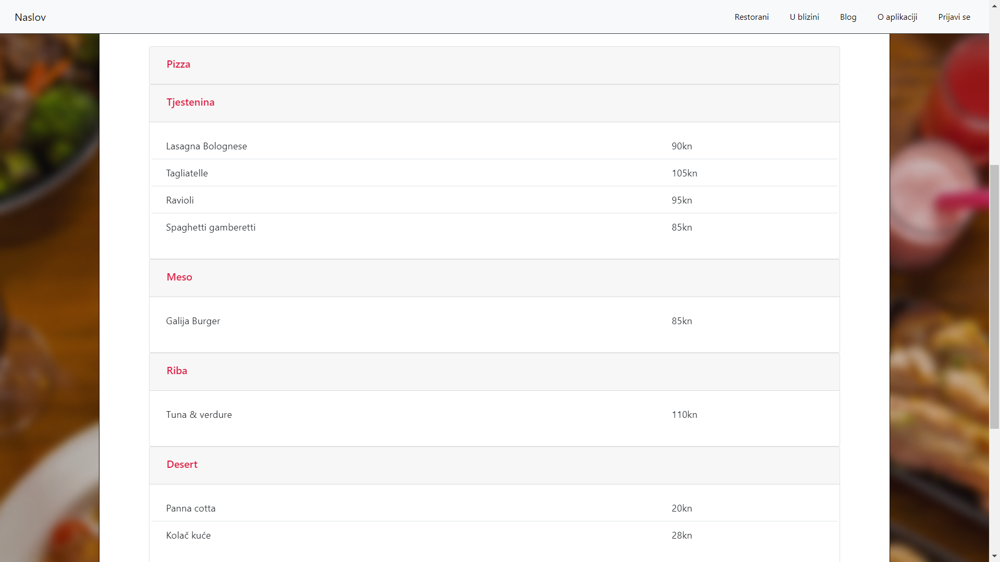 Naslov Restorani U blizini Blog O aplikaciji Prijavi se
Pizza
Tjestenina
Lasagna Bolognese 90kn
Tagliatelle 105kn
Ravioli 95kn
Spaghetti gamberetti 85kn
Meso
Galija Burger 85kn
Riba
Tuna & verdure 110kn
Desert
Panna cotta 20kn
Kolač kuće 28kn